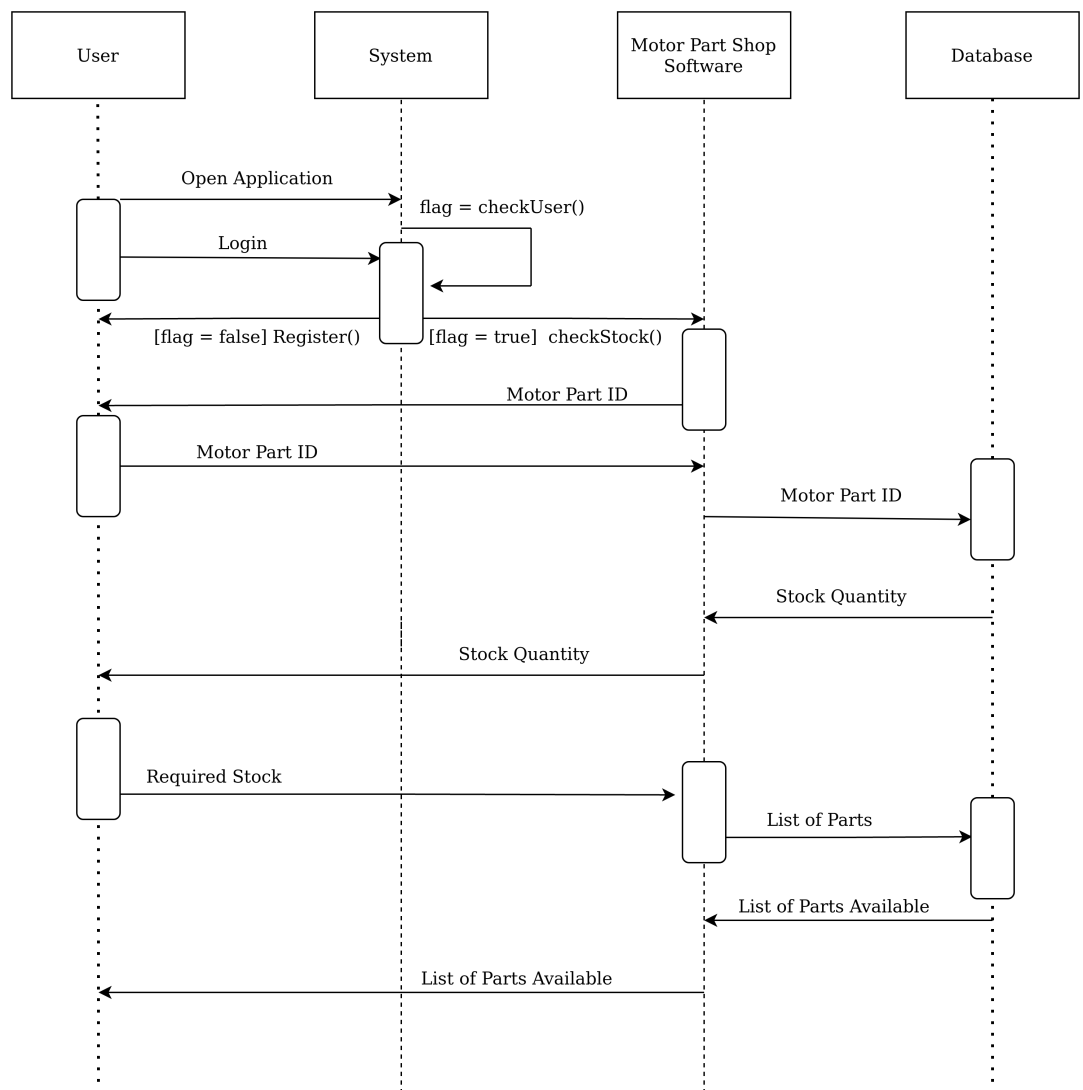 User
System
Motor Part Shop
Software
Database
Open Application
flag = checkUser()
Login
[flag = false] Register()
[flag = true]  checkStock()
Motor Part ID
Motor Part ID
Motor Part ID
Stock Quantity
Stock Quantity
Required Stock
List of Parts
List of Parts Available
List of Parts Available